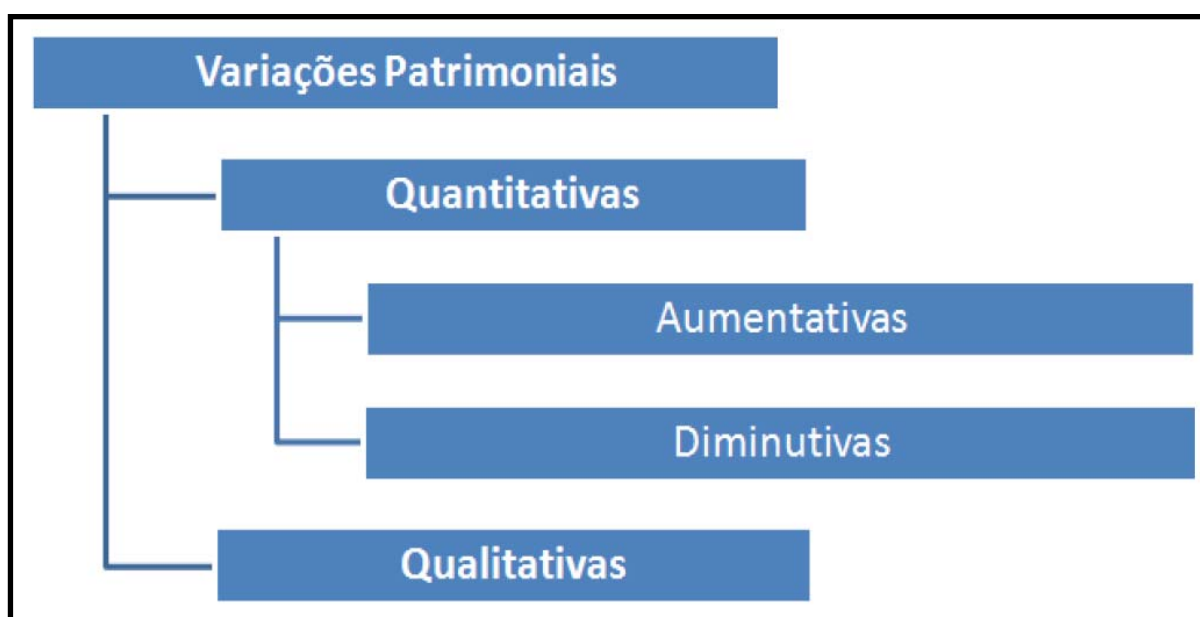 Variações Patrimoniais
Quantitativas
Aumentativas
Diminutivas
Qualitativas